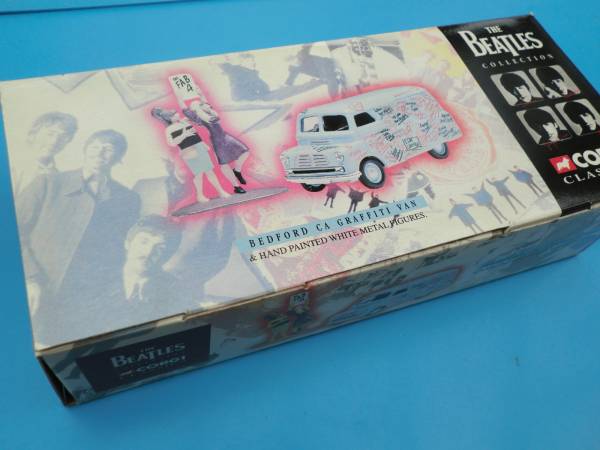 THE
BEATLES
COLLECTION
FAB
4
CORGI
CLAS
BEDFORD CA GRAFFITI VAN
& HAND PAINTED WHITE METAL FIGURES.
THE
BEATLES
CORGI